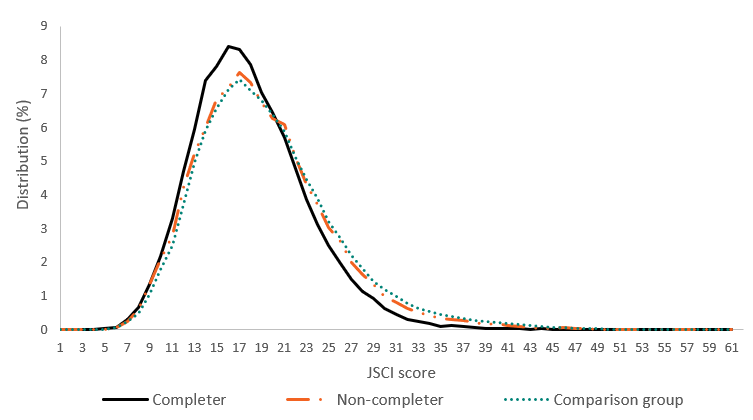 9
8
7
6
5
4
3
2
1
0
Distribution (%)
1 3 5 7 9 11 13 15 17 19 21 23 25 27 29 31 33 35 37 39 41 43 45 47 49 51 53 55 57 59 61
JSCI score
Completer Non-completer Comparison group